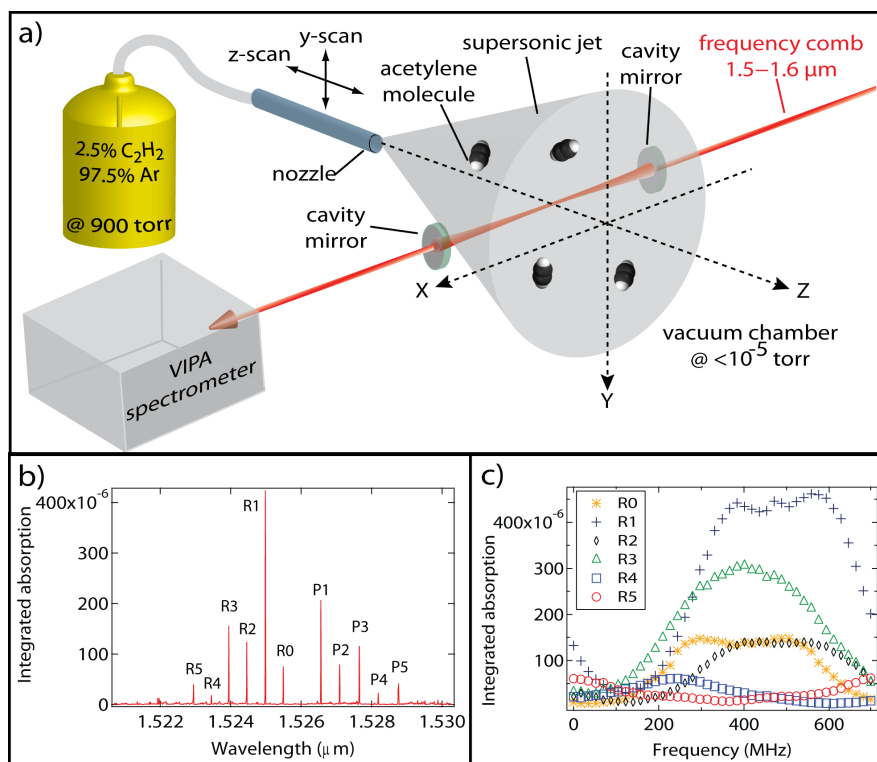 a)
y-scan
z-scan
supersonic jet
frequency comb
1.5–1.6 μm
acetylene
molecule
cavity
mirror
2.5% C₂H₂
97.5% Ar
@ 900 torr
nozzle
cavity
mirror
X
Z
Y
VIPA
spectrometer
vacuum chamber
@ <10⁻⁵ torr
b)
400x10⁻⁶
300
200
100
0
Integrated absorption
R5
R4
R3
R2
R1
R0
P1
P2
P3
P4
P5
1.522
1.524
1.526
1.528
1.530
Wavelength (μm)
c)
400x10⁻⁶
300
200
100
Integrated absorption
R0
R1
R2
R3
R4
R5
0
200
400
600
Frequency (MHz)